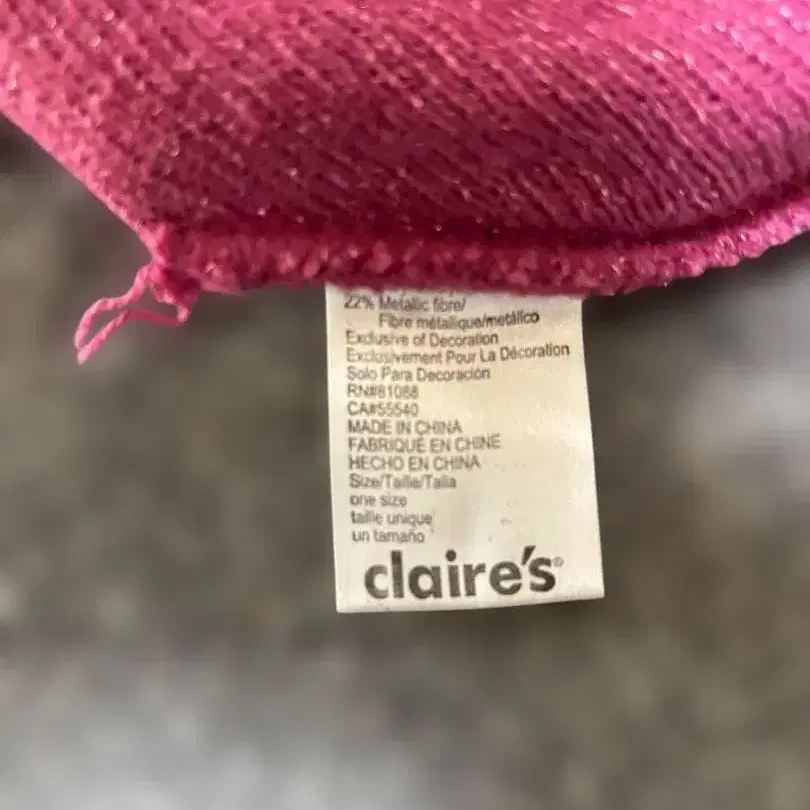 22% Metallic fibre/
Fibre métallique/metálico
Exclusive of Decoration
Exclusivement Pour La Décoration
Solo Para Decoración
RN#81068
CA#55540
MADE IN CHINA
FABRIQUÉ EN CHINE
HECHO EN CHINA
Size/Taille/Talla
one size
taille unique
un tamaño
claire's®